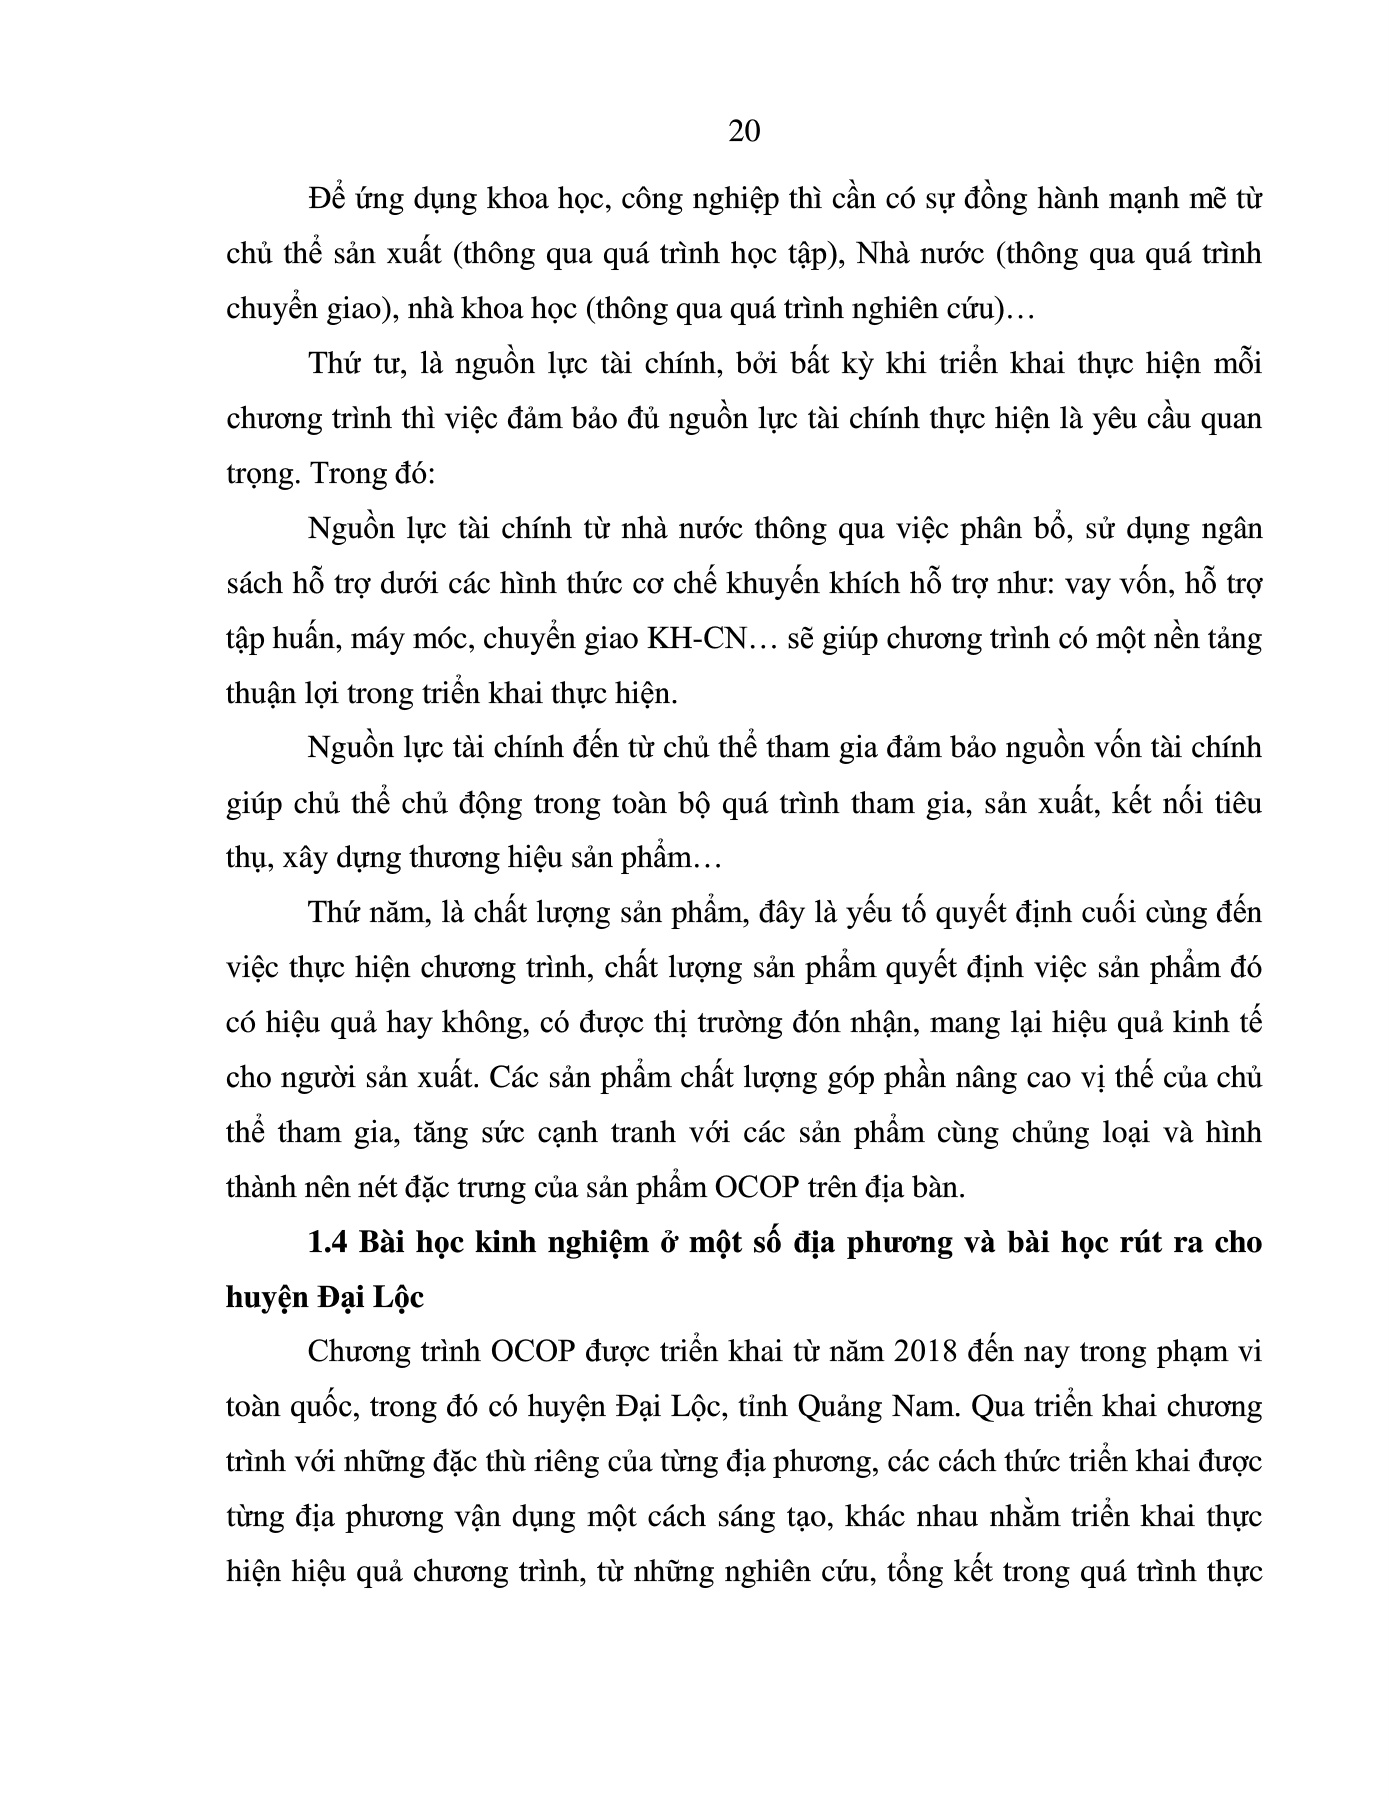 20
Để ứng dụng khoa học, công nghiệp thì cần có sự đồng hành mạnh mẽ từ
chủ thể sản xuất (thông qua quá trình học tập), Nhà nước (thông qua quá trình
chuyển giao), nhà khoa học (thông qua quá trình nghiên cứu)…
Thứ tư, là nguồn lực tài chính, bởi bất kỳ khi triển khai thực hiện mỗi
chương trình thì việc đảm bảo đủ nguồn lực tài chính thực hiện là yêu cầu quan
trọng. Trong đó:
Nguồn lực tài chính từ nhà nước thông qua việc phân bổ, sử dụng ngân
sách hỗ trợ dưới các hình thức cơ chế khuyến khích hỗ trợ như: vay vốn, hỗ trợ
tập huấn, máy móc, chuyển giao KH-CN… sẽ giúp chương trình có một nền tảng
thuận lợi trong triển khai thực hiện.
Nguồn lực tài chính đến từ chủ thể tham gia đảm bảo nguồn vốn tài chính
giúp chủ thể chủ động trong toàn bộ quá trình tham gia, sản xuất, kết nối tiêu
thụ, xây dựng thương hiệu sản phẩm…
Thứ năm, là chất lượng sản phẩm, đây là yếu tố quyết định cuối cùng đến
việc thực hiện chương trình, chất lượng sản phẩm quyết định việc sản phẩm đó
có hiệu quả hay không, có được thị trường đón nhận, mang lại hiệu quả kinh tế
cho người sản xuất. Các sản phẩm chất lượng góp phần nâng cao vị thế của chủ
thể tham gia, tăng sức cạnh tranh với các sản phẩm cùng chủng loại và hình
thành nên nét đặc trưng của sản phẩm OCOP trên địa bàn.
1.4 Bài học kinh nghiệm ở một số địa phương và bài học rút ra cho
huyện Đại Lộc
Chương trình OCOP được triển khai từ năm 2018 đến nay trong phạm vi
toàn quốc, trong đó có huyện Đại Lộc, tỉnh Quảng Nam. Qua triển khai chương
trình với những đặc thù riêng của từng địa phương, các cách thức triển khai được
từng địa phương vận dụng một cách sáng tạo, khác nhau nhằm triển khai thực
hiện hiệu quả chương trình, từ những nghiên cứu, tổng kết trong quá trình thực